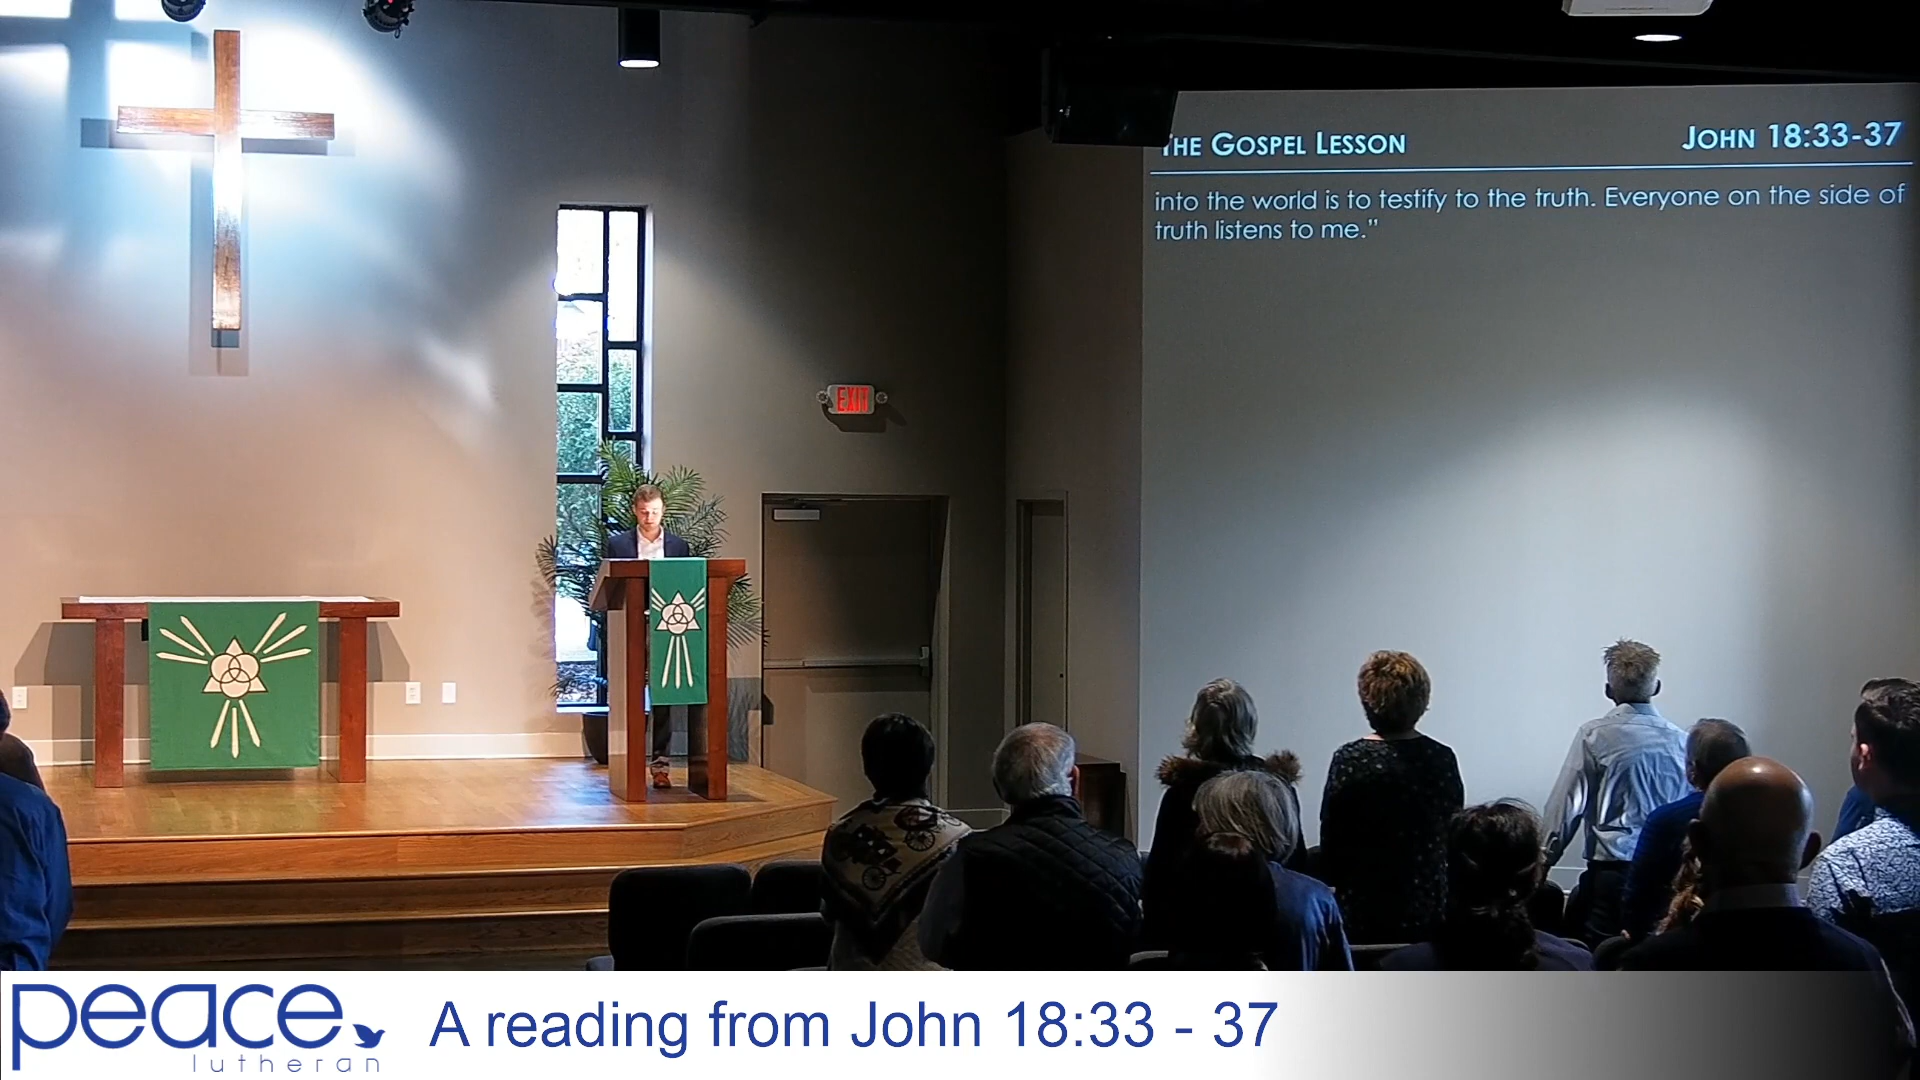 THE GOSPEL LESSON
JOHN 18:33-37
into the world is to testify to the truth. Everyone on the side of
truth listens to me.”
EXIT
peace
lutheran
A reading from John 18:33 - 37